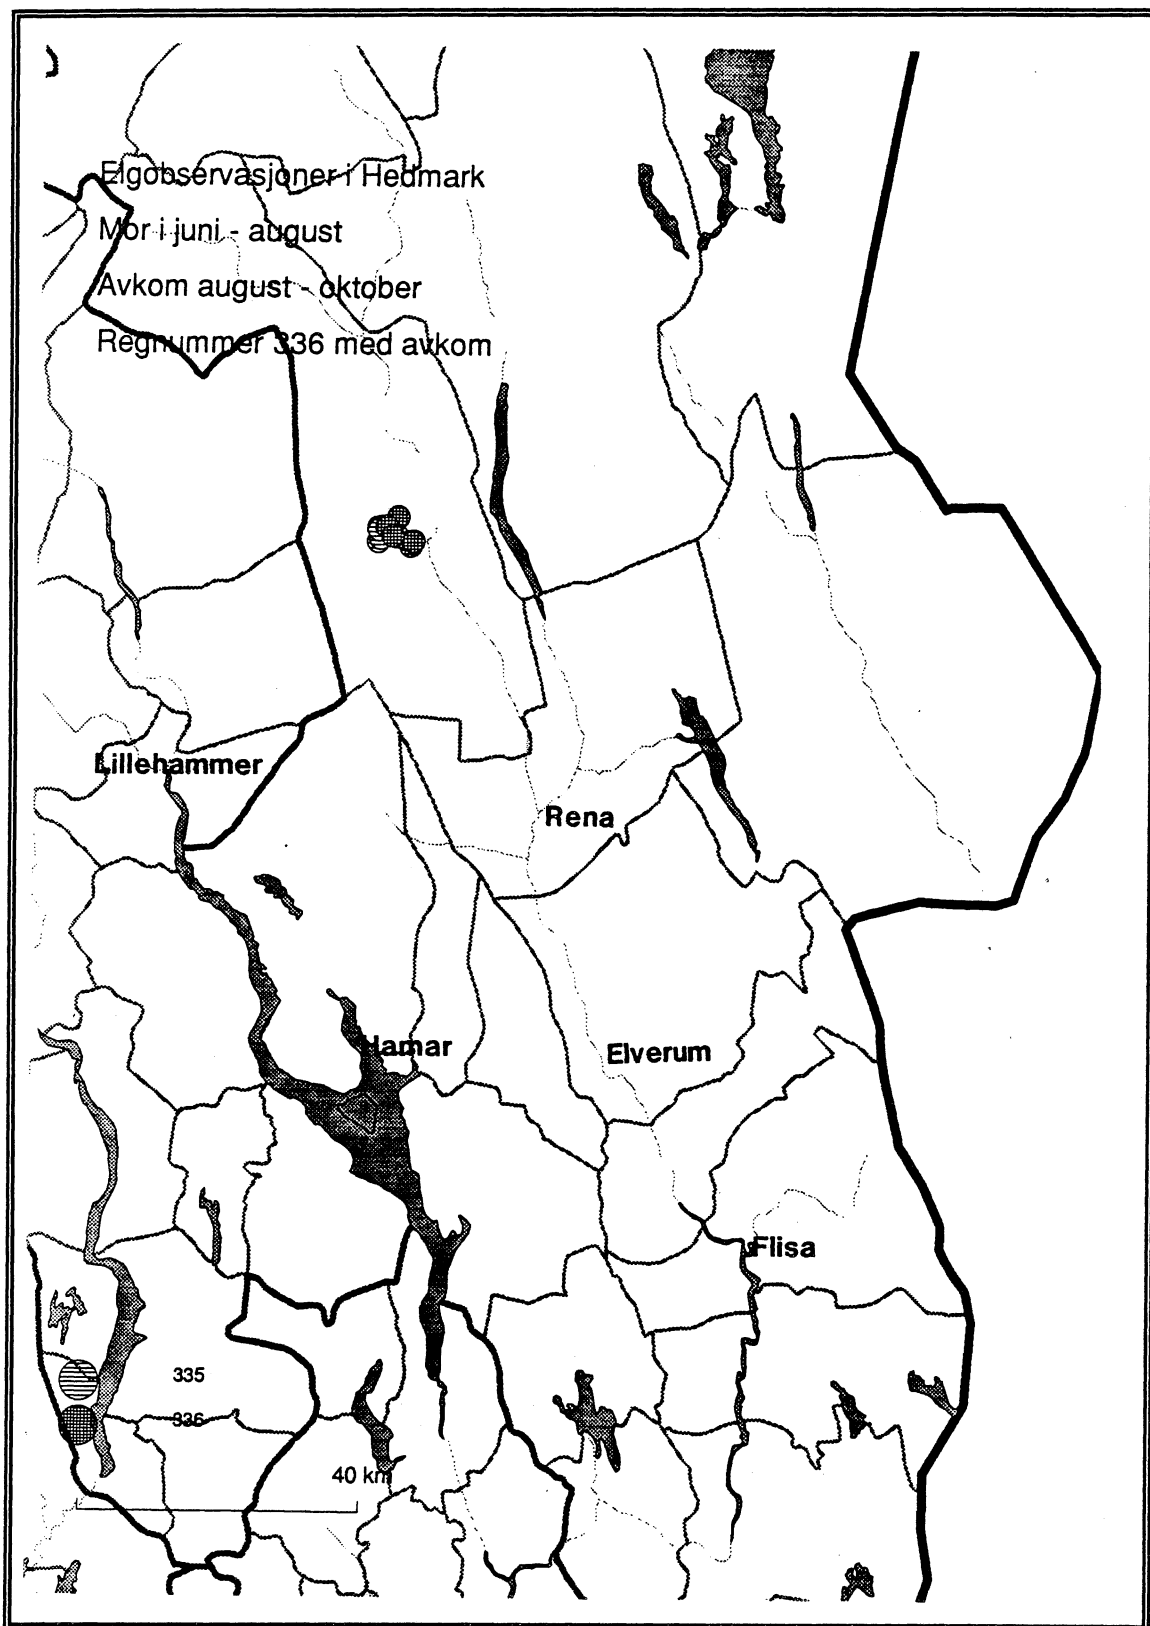 Elgobservasjoner i Hedmark
Mor i juni - august
Avkom august - oktober
Regnummer 336 med avkom
Lillehammer
Rena
Hamar
Elverum
Flisa
335
336
40 km